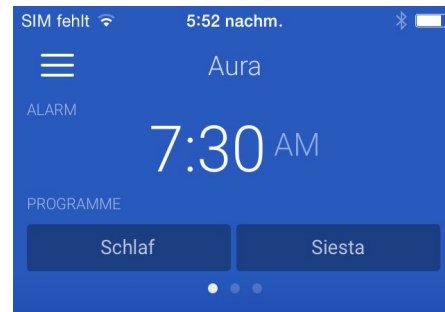 SIM fehlt 5:52 nachm.
Aura
ALARM
7:30 AM
PROGRAMME
Schlaf Siesta